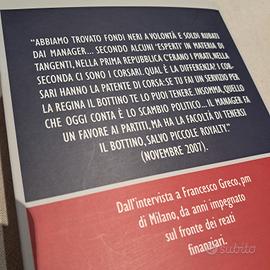 "ABBIAMO TROVATO FONDI NERI A VOLONTÀ E SOLDI RUBATI
DAI MANAGER... SECONDO ALCUNI "ESPERTI" IN MATERIA DI
TANGENTI, NELLA PRIMA REPUBBLICA C'ERANO I PIRATI, NELLA
SECONDA CI SONO I CORSARI. QUAL È LA DIFFERENZA? I COR-
SARI HANNO LA PATENTE DI CORSA: SE TU FAI UN SERVIZIO PER
LA REGINA IL BOTTINO TE LO PUOI TENERE. INSOMMA QUELLO
CHE OGGI CONTA È LO SCAMBIO POLITICO... IL MANAGER FA
UN FAVORE AI PARTITI, MA HA LA FACOLTÀ DI TENERSI
IL BOTTINO, SALVO PICCOLE ROYALTY."
(NOVEMBRE 2007).
Dall'intervista a Francesco Greco, pm
di Milano, da anni impegnato
sul fronte dei reati
finanziari.
subito